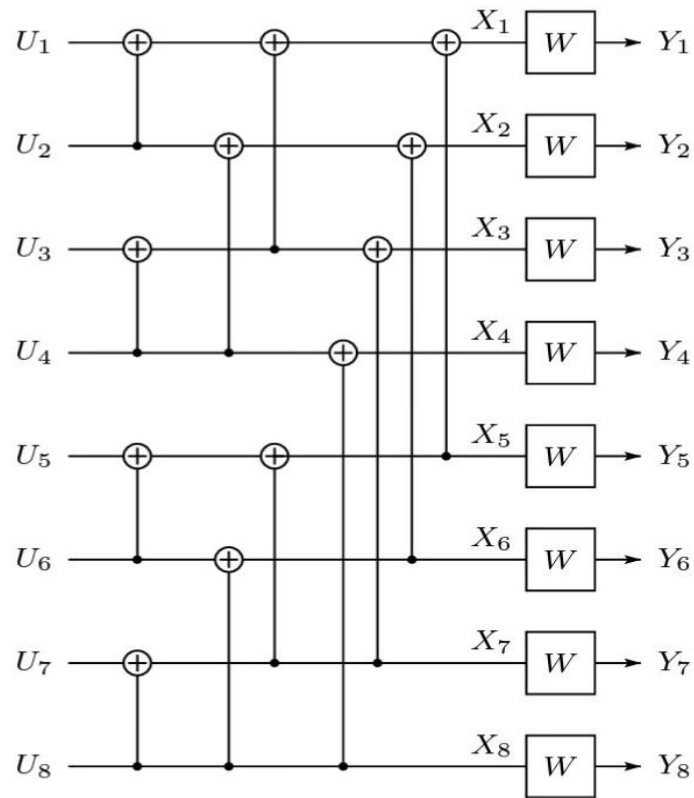 U₁ X₁ W Y₁
U₂ X₂ W Y₂
U₃ X₃ W Y₃
U₄ X₄ W Y₄
U₅ X₅ W Y₅
U₆ X₆ W Y₆
U₇ X₇ W Y₇
U₈ X₈ W Y₈